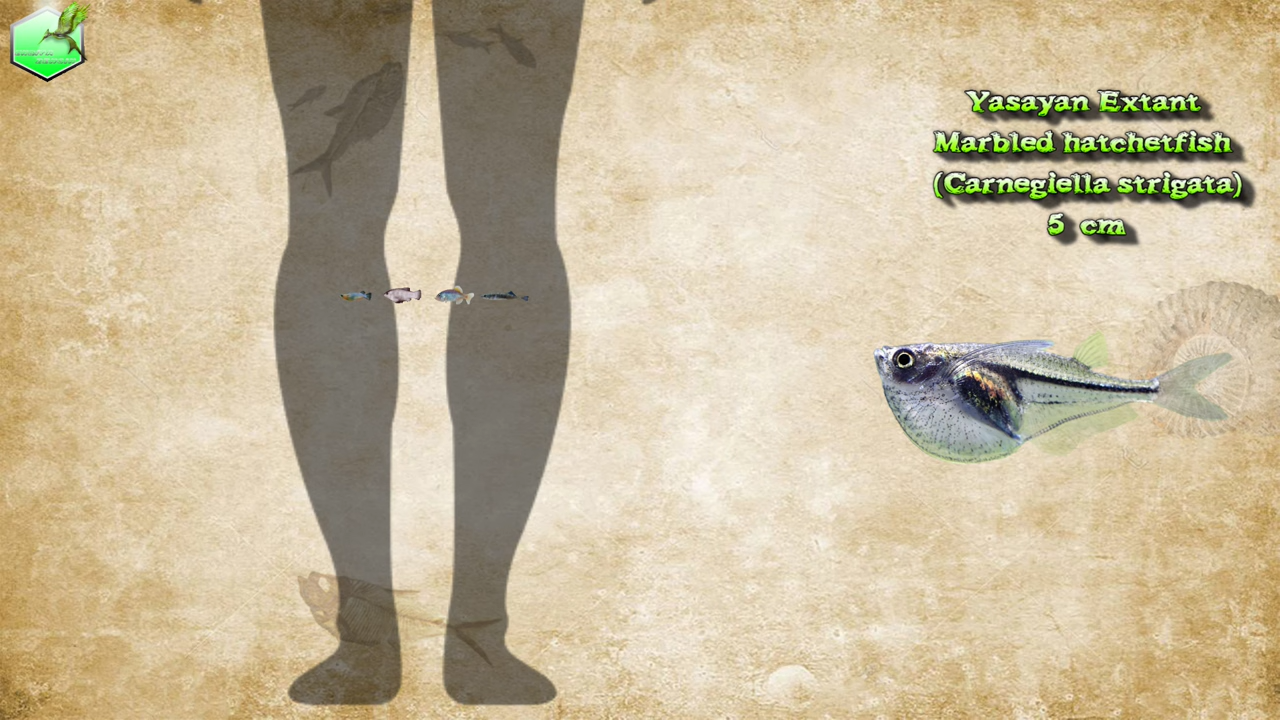 Yasayan Extant
Marbled hatchetfish
(Carnegiella strigata)
5 cm